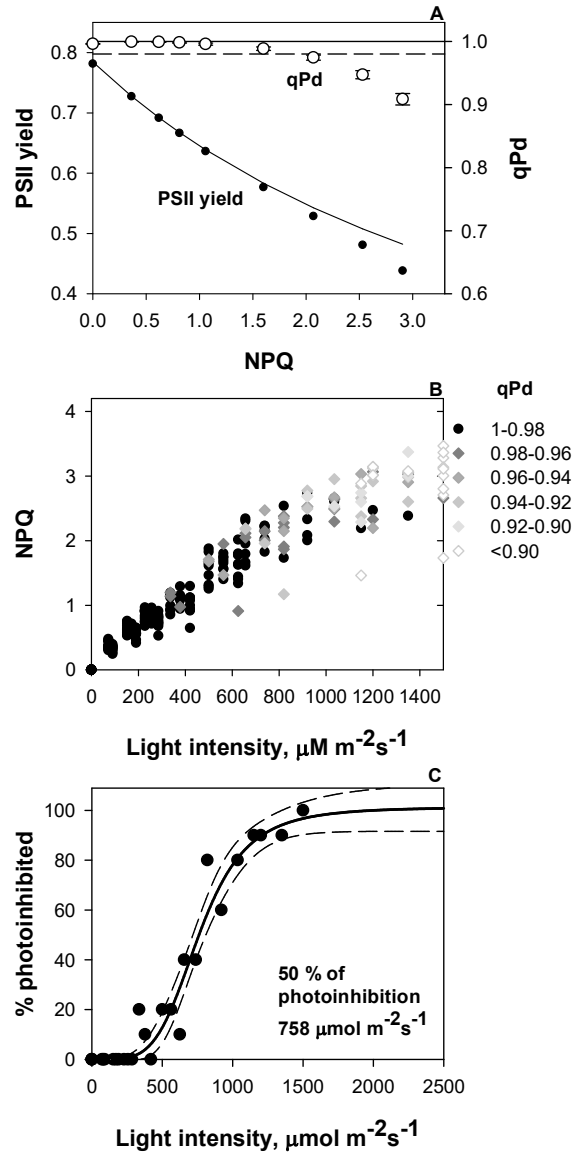 A
PSII yield
0.8
0.7
0.6
0.5
0.4
qPd
PSII yield
1.0
0.9
0.8
0.7
0.6
qPd
0.0 0.5 1.0 1.5 2.0 2.5 3.0
NPQ
B
NPQ
4
3
2
1
0
0 200 400 600 800 1000 1200 1400
Light intensity, μM m-2s-1
qPd
1-0.98
0.98-0.96
0.96-0.94
0.94-0.92
0.92-0.90
<0.90
C
% photoinhibited
100
80
60
40
20
0
50 % of
photoinhibition
758 μmol m-2s-1
0 500 1000 1500 2000 2500
Light intensity, μmol m-2s-1